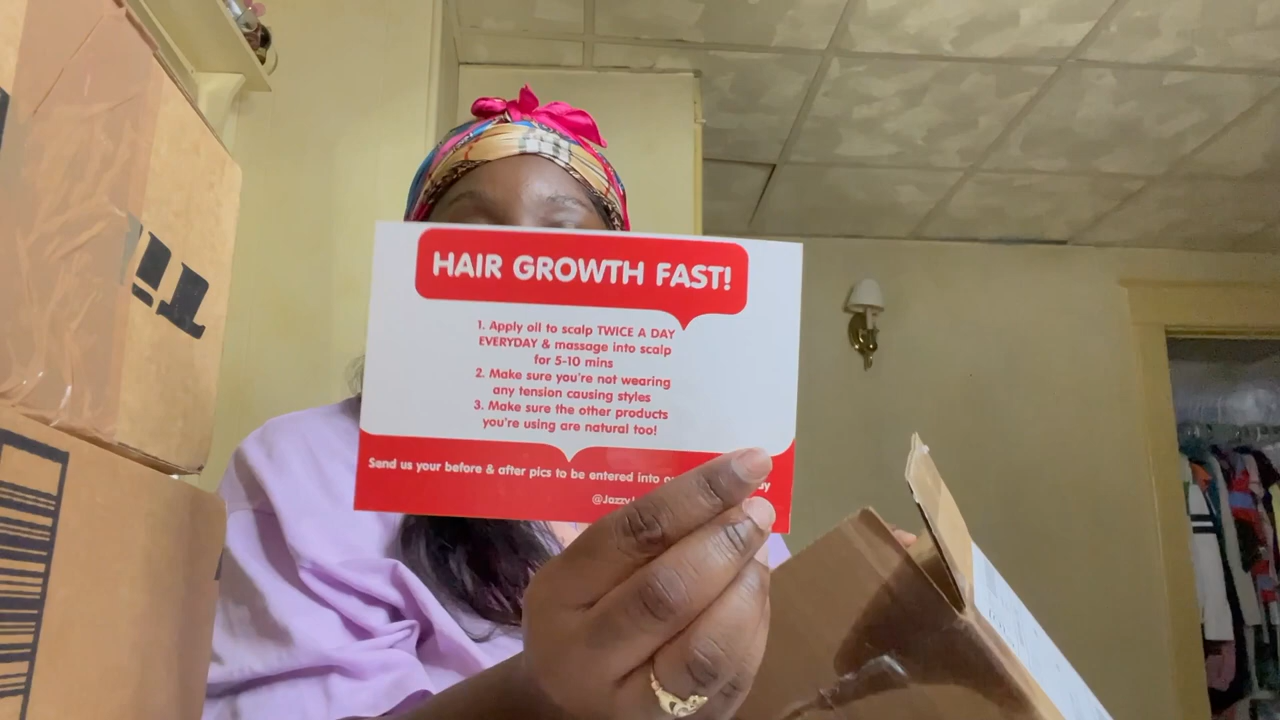 HAIR GROWTH FAST!
1. Apply oil to scalp TWICE A DAY
EVERYDAY & massage into scalp
for 5-10 mins
2. Make sure you're not wearing
any tension causing styles
3. Make sure the other products
you're using are natural too!
Send us your before & after pics to be entered into